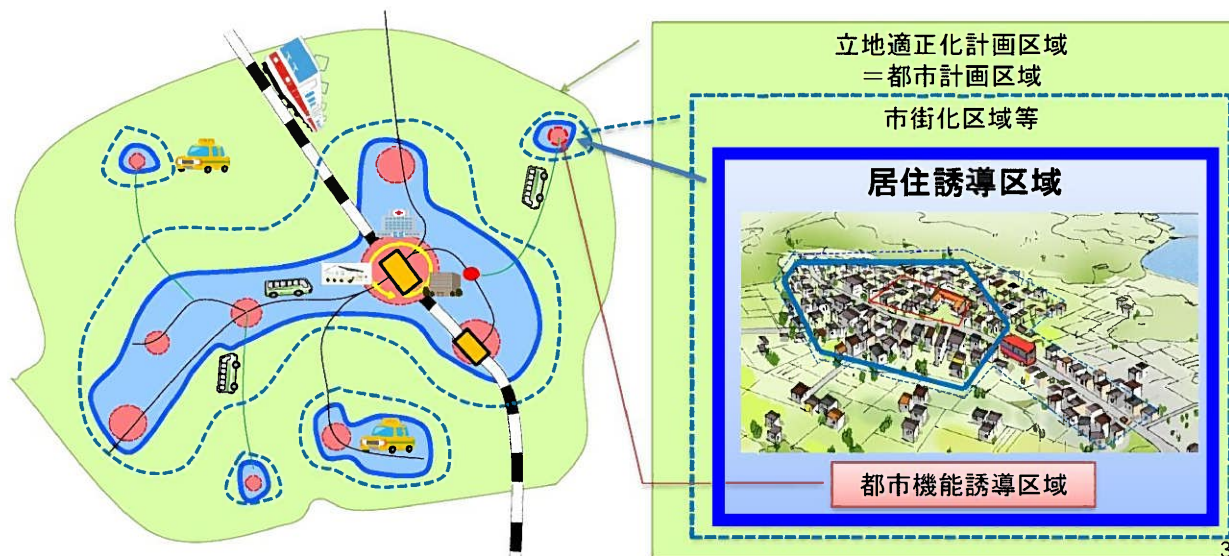 立地適正化計画区域
＝都市計画区域
市街化区域等
居住誘導区域
都市機能誘導区域
3